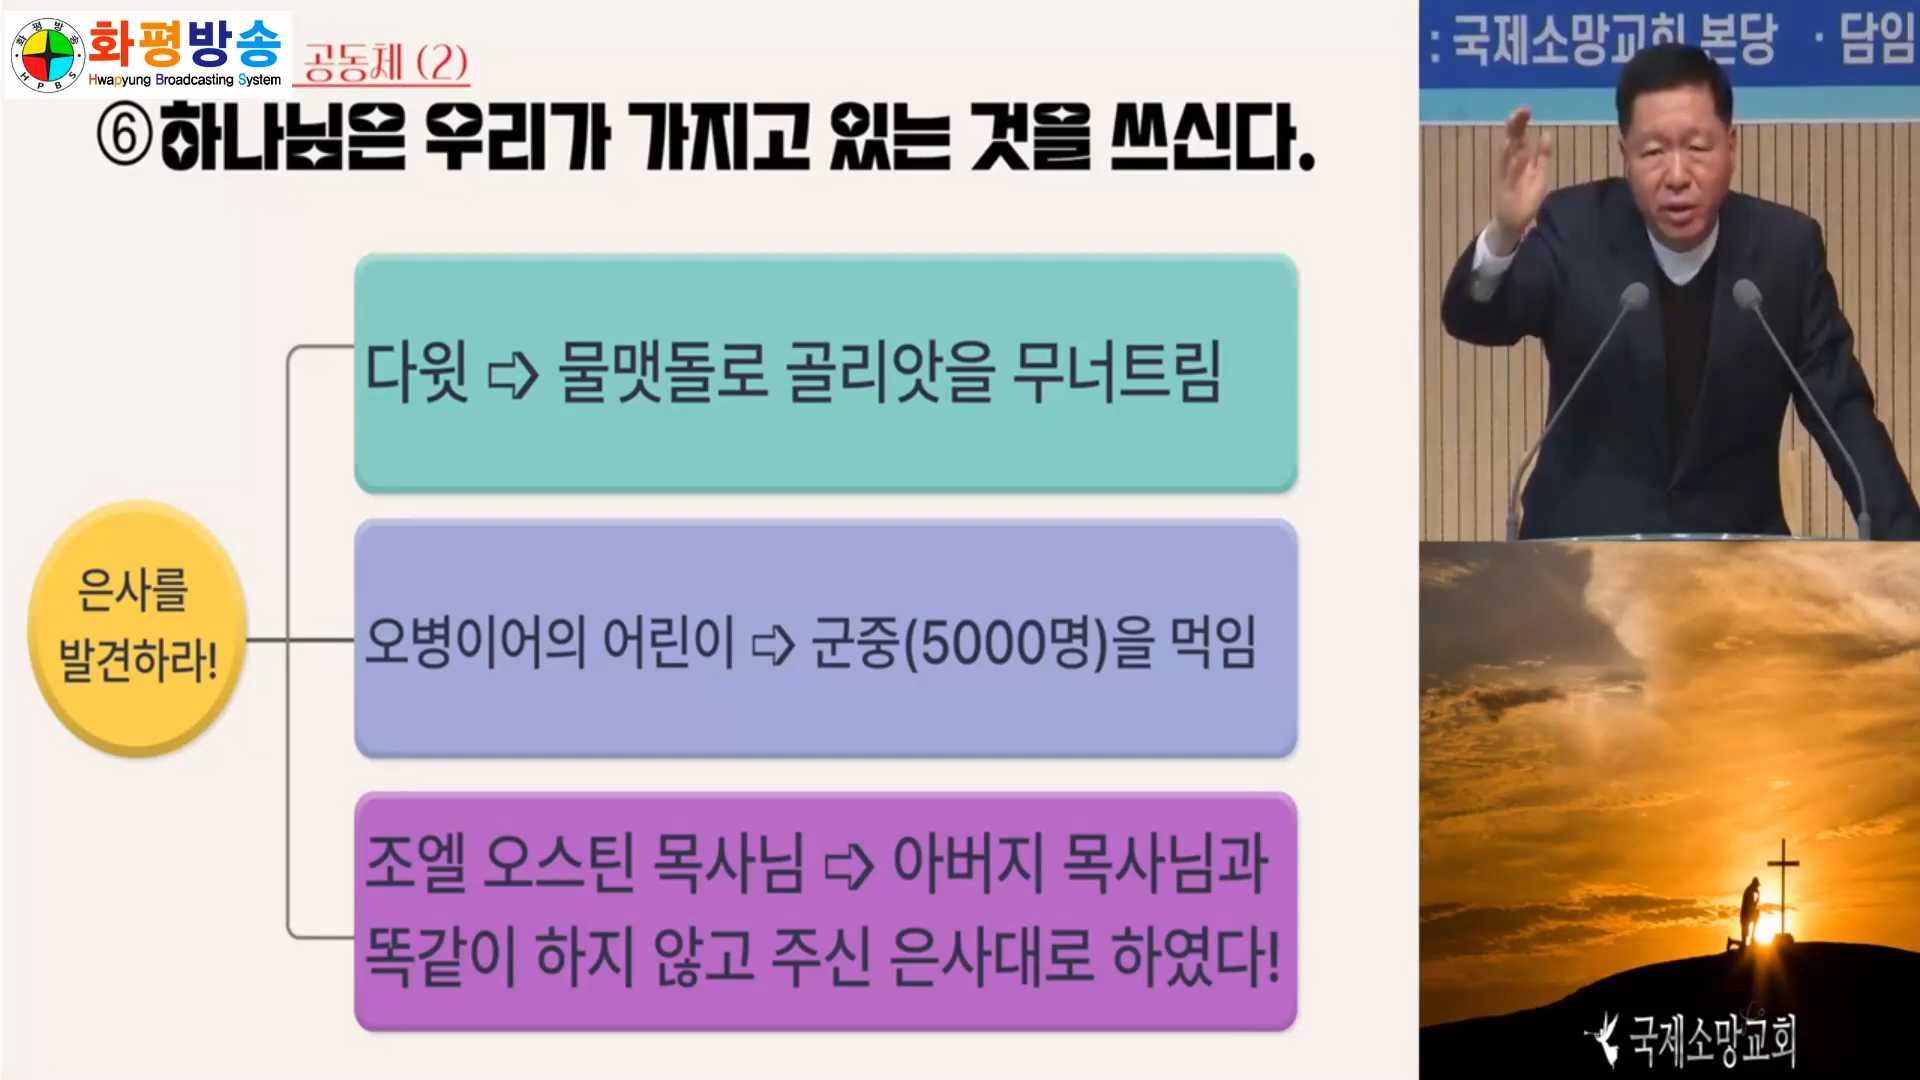 화평방송
Hwapyung Broadcasting System
화평방송
HPBS
공동체 (2)
⑥하나님은 우리가 가지고 있는 것을 쓰신다.
은사를
발견하라!
다윗 ➩ 물맷돌로 골리앗을 무너트림
오병이어의 어린이 ➩ 군중(5000명)을 먹임
조엘 오스틴 목사님 ➩ 아버지 목사님과
똑같이 하지 않고 주신 은사대로 하였다!
: 국제소망교회 본당 · 담임
국제소망교회